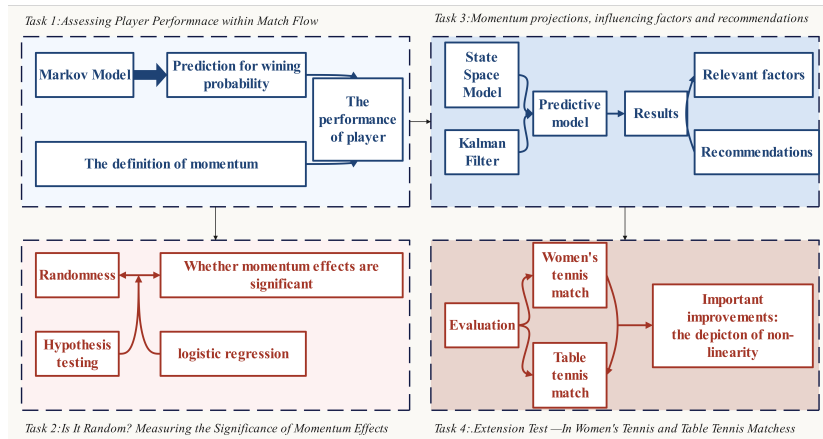 Task 1:Assessing Player Performnace within Match Flow
Markov Model
Prediction for wining
probability
The
performance
of player
The definition of momentum
Task 3:Momentum projections, influencing factors and recommendations
State
Space
Model
Kalman
Filter
Predictive
model
Results
Relevant factors
Recommendations
Randomness
Whether momentum effects are
significant
Hypothesis
testing
logistic regression
Task 2:Is It Random? Measuring the Significance of Momentum Effects
Evaluation
Women's
tennis
match
Table
tennis
match
Important
improvements:
the depicton of non-
linearity
Task 4:.Extension Test —In Women's Tennis and Table Tennis Matchess